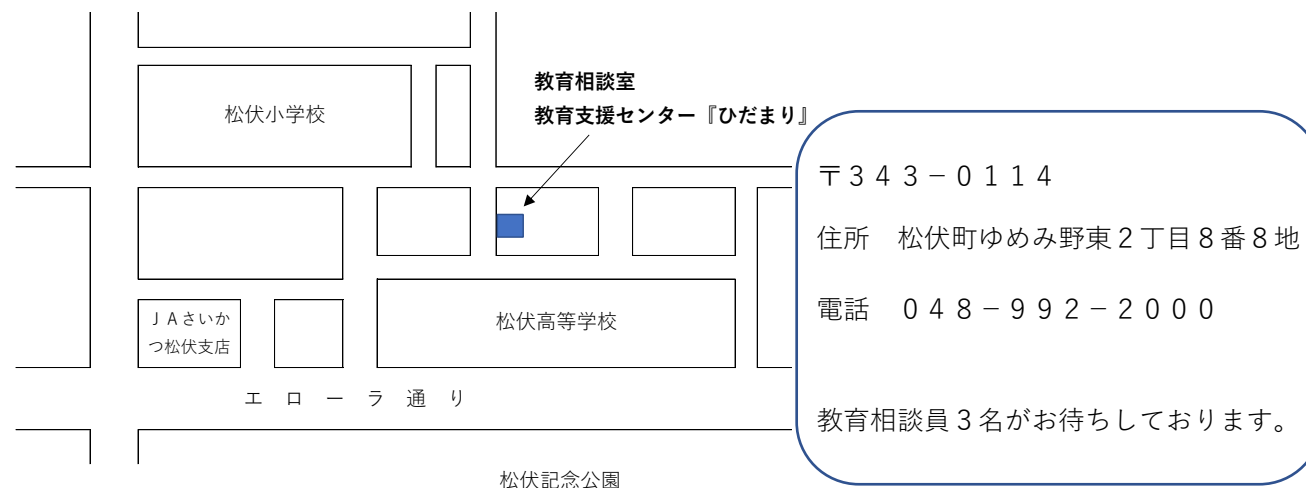 教育相談室
教育支援センター『ひだまり』
松伏小学校
〒３４３－０１１４
住所　松伏町ゆめみ野東２丁目８番８地
電話　０４８－９９２－２０００
教育相談員３名がお待ちしております。
ＪＡさいか
つ松伏支店
松伏高等学校
エ　ロ　ー　ラ　通　り
松伏記念公園